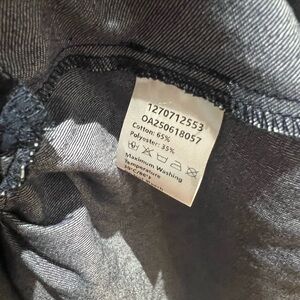 1270712553
OA250618057
Cotton: 65%
Polyester: 35%
Maximum Washing
Temperature